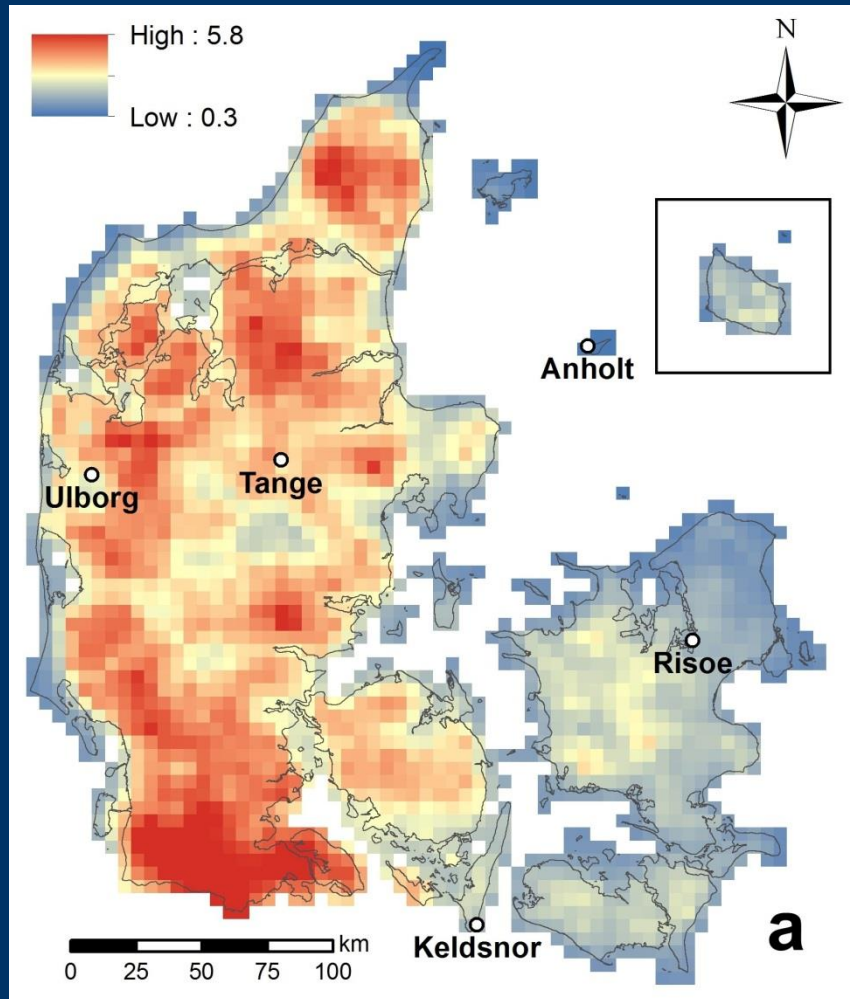 High : 5.8
Low : 0.3
N
Anholt
Ulborg
Tange
Risoe
Keldsnor
a
km
0 25 50 75 100